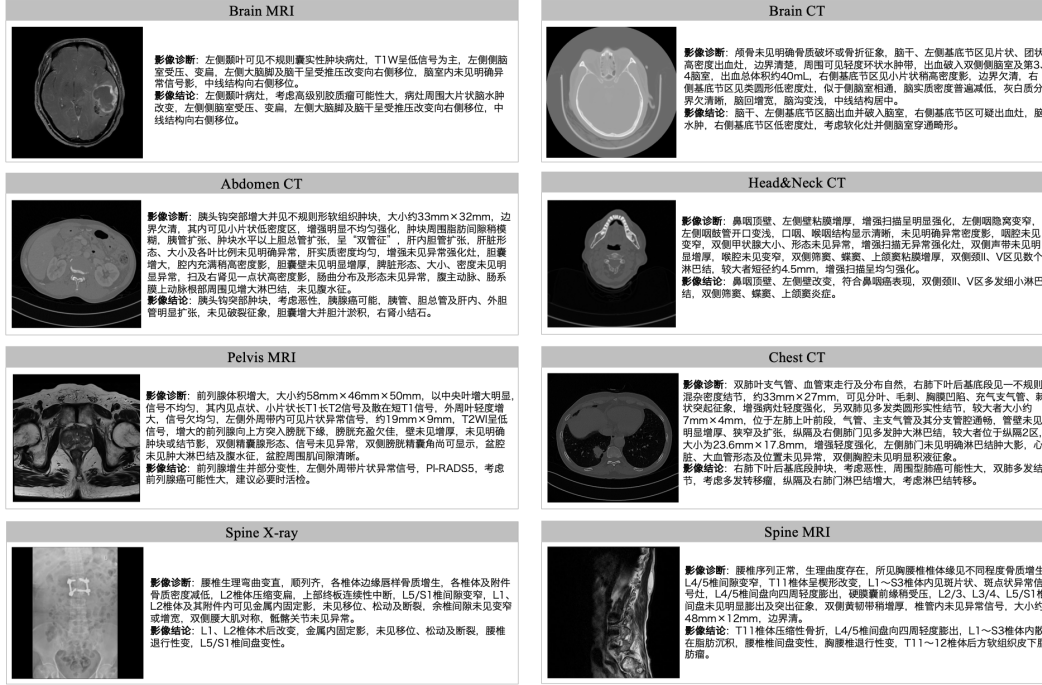 Brain MRI
影像诊断：左侧颞叶可见不规则囊实性肿块病灶，T1W呈低信号为主，左侧侧脑
室受压、变扁，左侧大脑脚及脑干呈受推压改变向右侧移位，脑室内未见明确异
常信号影，中线结构向右侧移位。
影像结论：左侧颞叶病灶，考虑高级别胶质瘤可能性大，病灶周围大片状脑水肿
改变，左侧侧脑室受压、变扁，左侧大脑脚及脑干呈受推压改变向右侧移位，中
线结构向右侧移位。
Brain CT
影像诊断：颅骨未见明确骨质破坏或骨折征象，脑干、左侧基底节区见片状、团状
高密度出血灶，边界清楚，周围可见轻度环状水肿带，出血破入双侧侧脑室及第3、
4脑室，出血总体积约40mL，右侧基底节区见小片状稍高密度影，边界欠清，右
侧基底节区见类圆形低密度灶，似于侧脑室相通，脑实质密度普遍减低，灰白质分
界欠清晰，脑回增宽，脑沟变浅，中线结构居中。
影像结论：脑干、左侧基底节区脑出血并破入脑室，右侧基底节区可疑出血灶，脑
水肿，右侧基底节区低密度灶，考虑软化灶并侧脑室穿通畸形。
Abdomen CT
影像诊断：胰头钩突部增大并见不规则形软组织肿块，大小约33mm×32mm，边
界欠清，其内可见小片状低密度区，增强明显不均匀强化，肿块周围脂肪间隙稍模
糊，胰管扩张、肿块水平以上胆总管扩张，呈“双管征”，肝内胆管扩张，肝脏形
态、大小及各叶比例未见明确异常，肝实质密度均匀，增强未见异常强化灶，胆囊
增大，腔内充满稍高密度影，胆囊壁未见明显增厚，脾脏形态、大小、密度未见明
显异常，扫及右肾见一点状高密度影，肠曲分布及形态未见异常，腹主动脉、肠系
膜上动脉根部周围见增大淋巴结，未见腹水征。
影像结论：胰头钩突部肿块，考虑恶性，胰腺癌可能，胰管、胆总管及肝内、外胆
管明显扩张，未见破裂征象，胆囊增大并胆汁淤积，右肾小结石。
Head&Neck CT
影像诊断：鼻咽顶壁、左侧壁粘膜增厚，增强扫描呈明显强化，左侧咽隐窝变窄，
左侧咽鼓管开口变浅，口咽、喉咽结构显示清晰，未见明确异常密度影，咽腔未见
变窄，双侧甲状腺大小、形态未见异常，增强扫描无异常强化灶，双侧声带未见明
显增厚，喉腔未见变窄，双侧筛窦、蝶窦、上颌窦粘膜增厚，双侧颈II、V区见数个
淋巴结，较大者短径约4.5mm，增强扫描呈均匀强化。
影像结论：鼻咽顶壁、左侧壁改变，符合鼻咽癌表现，双侧颈II、V区多发细小淋巴
结，双侧筛窦、蝶窦、上颌窦炎症。
Pelvis MRI
影像诊断：前列腺体积增大，大小约58mm×46mm×50mm，以中央叶增大明显，
信号不均匀，其内见点状、小片状长T1长T2信号及散在短T1信号，外周叶轻度增
大，信号欠均匀，左侧外周带内可见片状异常信号，约19mm×9mm，T2WI呈低
信号，增大的前列腺向上方突入膀胱下缘，膀胱充盈欠佳，壁未见增厚，未见明确
肿块或结节影，双侧精囊腺形态、信号未见异常，双侧膀胱精囊角尚可显示，盆腔
未见肿大淋巴结及腹水征，盆腔周围肌间隙清晰。
影像结论：前列腺增生并部分变性，左侧外周带片状异常信号，PI-RADS5，考虑
前列腺癌可能性大，建议必要时活检。
Chest CT
影像诊断：双肺叶支气管、血管束走行及分布自然，右肺下叶后基底段见一不规则
混杂密度结节，约33mm×27mm，可见分叶、毛刺、胸膜凹陷、充气支气管、棘
状突起征象，增强病灶轻度强化，另双肺见多发类圆形实性结节，较大者大小约
7mm×4mm，位于左肺上叶前段，气管、主支气管及其分支管腔通畅，管壁未见
明显增厚、狭窄及扩张，纵隔及右侧肺门见多发肿大淋巴结，较大者位于纵隔2区，
大小为23.6mm×17.8mm，增强轻度强化，左侧肺门未见明确淋巴结肿大影，心
脏、大血管形态及位置未见异常，双侧胸腔未见明显积液征象。
影像结论：右肺下叶后基底段肿块，考虑恶性，周围型肺癌可能性大，双肺多发结
节，考虑多发转移瘤，纵隔及右肺门淋巴结增大，考虑淋巴结转移。
Spine X-ray
影像诊断：腰椎生理弯曲变直，顺列齐，各椎体边缘唇样骨质增生，各椎体及附件
骨质密度减低，L2椎体压缩变扁，上部终板连续性中断，L5/S1椎间隙变窄，L1、
L2椎体及其附件内可见金属内固定影，未见移位、松动及断裂，余椎间隙未见变窄
或增宽，双侧腰大肌对称，骶髂关节未见异常。
影像结论：L1、L2椎体术后改变，金属内固定影，未见移位、松动及断裂，腰椎
退行性变，L5/S1椎间盘变性。
Spine MRI
影像诊断：腰椎序列正常，生理曲度存在，所见胸腰椎椎体缘见不同程度骨质增生，
L4/5椎间隙变窄，T11椎体呈楔形改变，L1～S3椎体内见斑片状、斑点状异常信
号灶，L4/5椎间盘向四周轻度膨出，硬膜囊前缘稍受压，L2/3、L3/4、L5/S1椎
间盘未见明显膨出及突出征象，双侧黄韧带稍增厚，椎管内未见异常信号，大小约
48mm×12mm，边界清。
影像结论：T11椎体压缩性骨折，L4/5椎间盘向四周轻度膨出，L1～S3椎体内散
在脂肪沉积，腰椎椎间盘变性，胸腰椎退行性变，T11～12椎体后方软组织皮下脂
肪瘤。